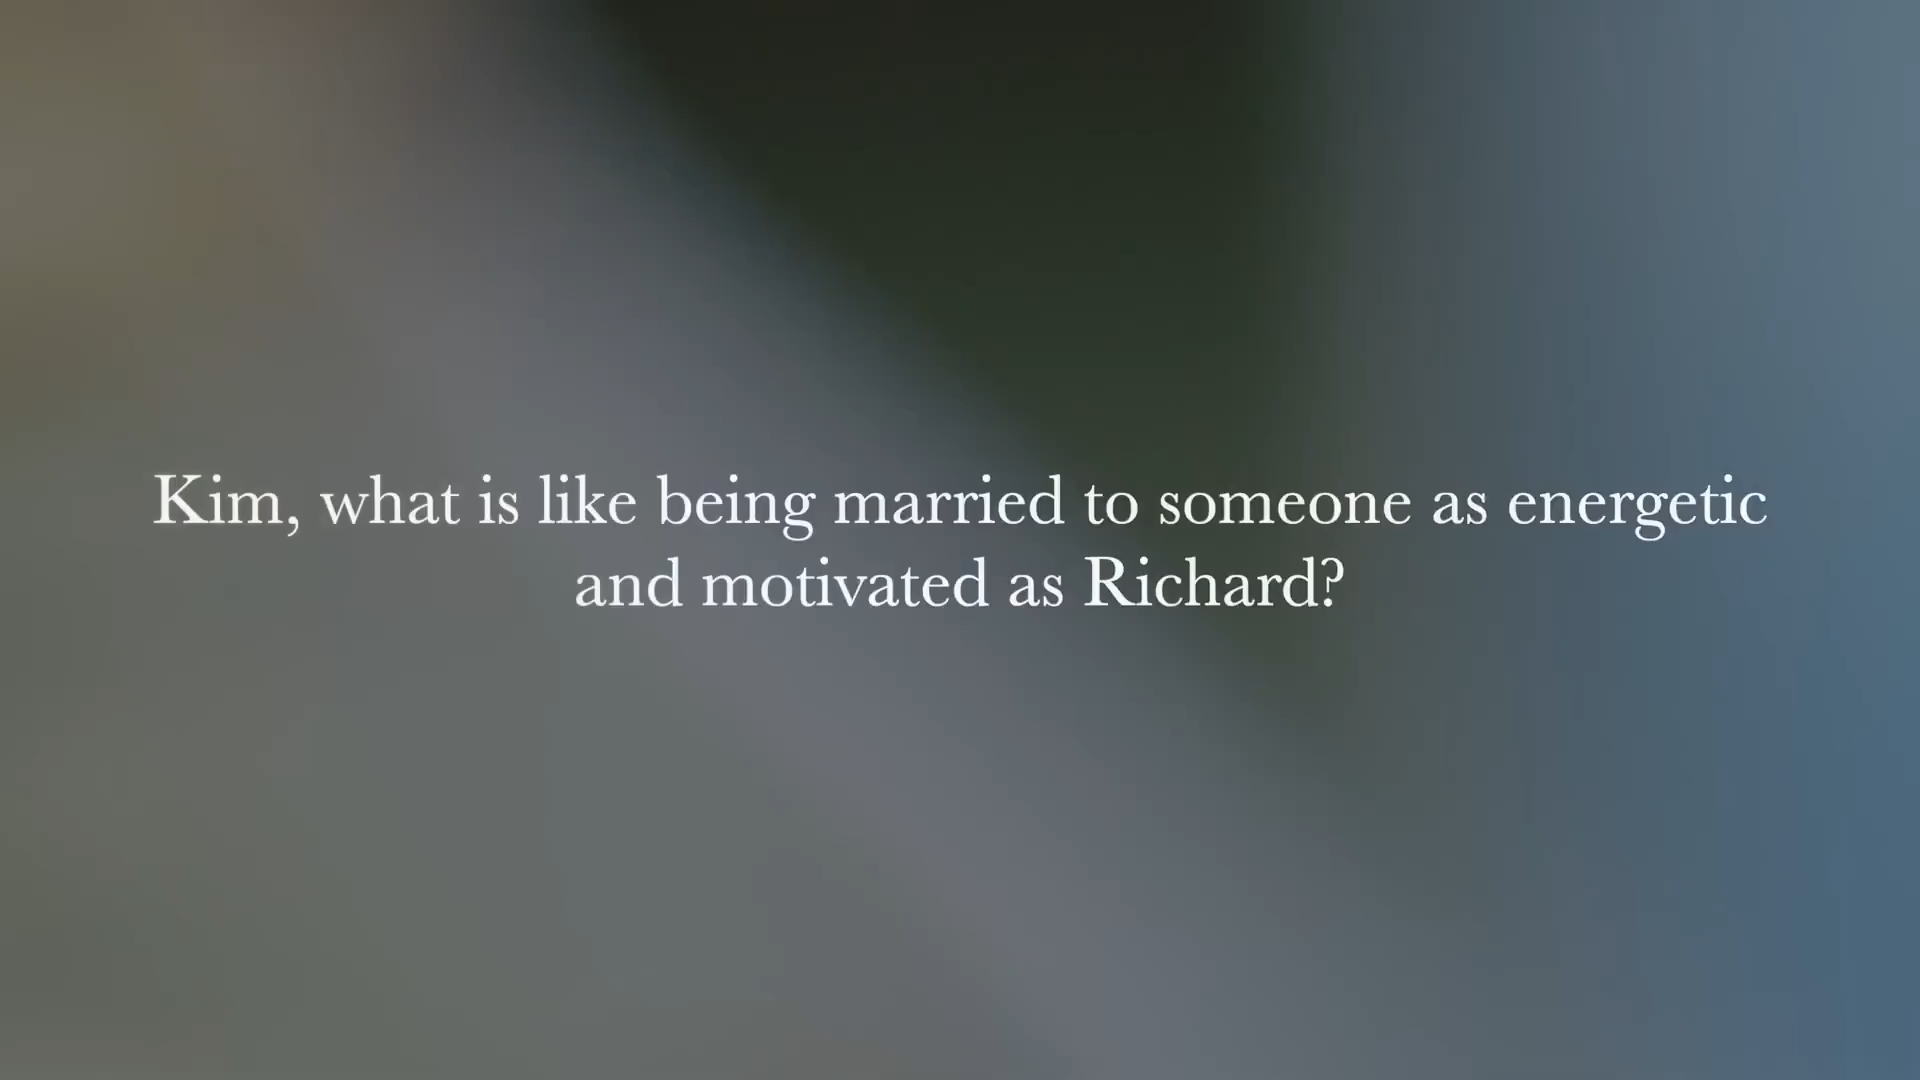 Kim, what is like being married to someone as energetic
and motivated as Richard?